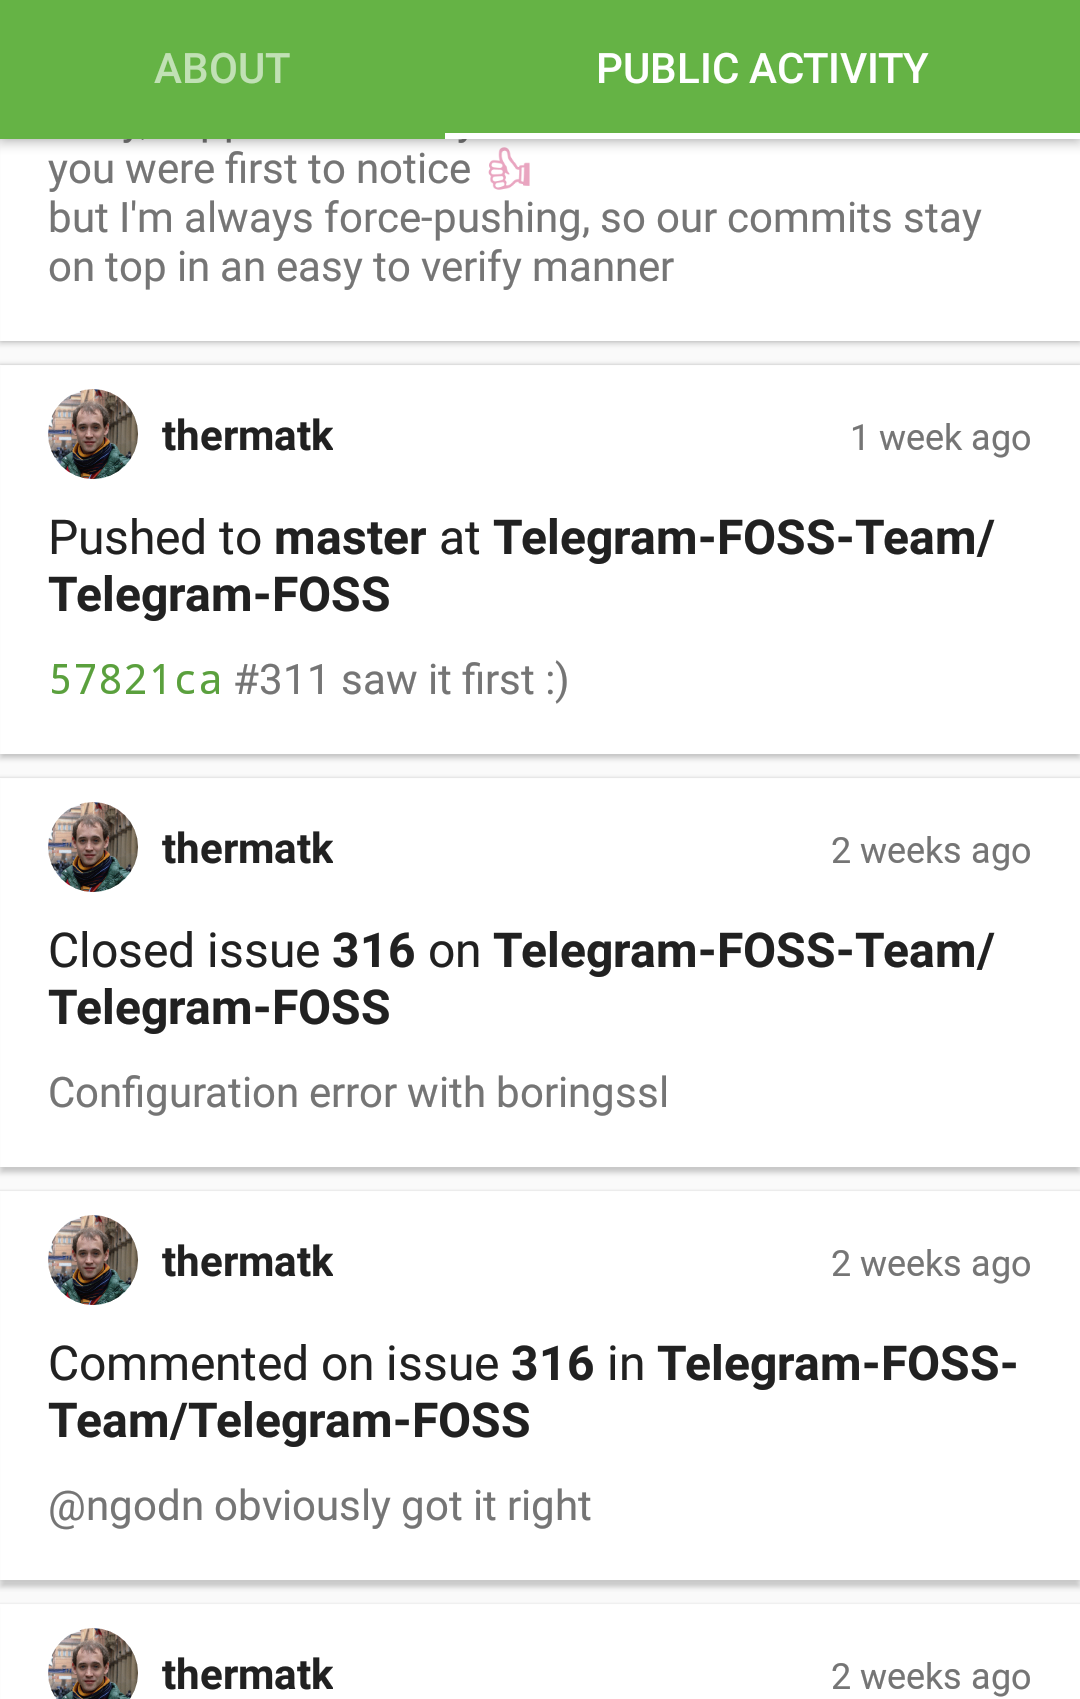 ABOUT
PUBLIC ACTIVITY
you were first to notice 👍
but I'm always force-pushing, so our commits stay
on top in an easy to verify manner
thermatk
1 week ago
Pushed to master at Telegram-FOSS-Team/
Telegram-FOSS
57821ca #311 saw it first :)
thermatk
2 weeks ago
Closed issue 316 on Telegram-FOSS-Team/
Telegram-FOSS
Configuration error with boringssl
thermatk
2 weeks ago
Commented on issue 316 in Telegram-FOSS-
Team/Telegram-FOSS
@ngodn obviously got it right
thermatk
2 weeks ago